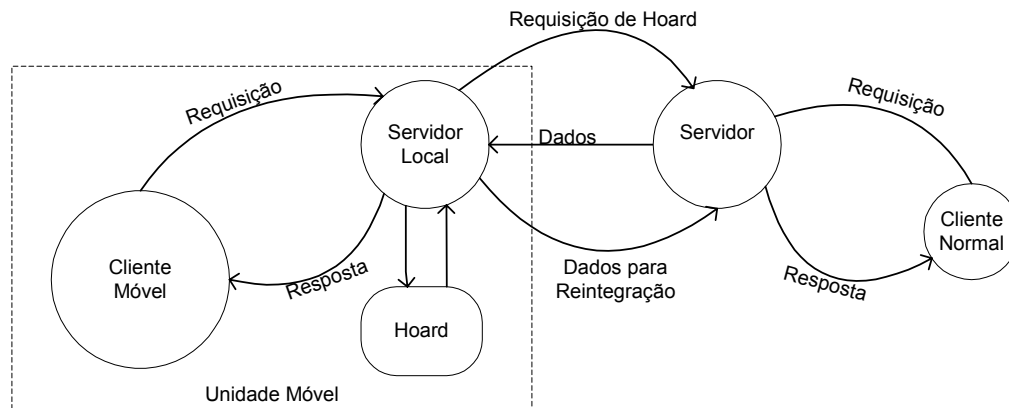 Requisição de Hoard
Requisição
Servidor
Local
Dados
Servidor
Requisição
Cliente
Móvel
Resposta
Hoard
Dados para
Reintegração
Resposta
Cliente
Normal
Unidade Móvel